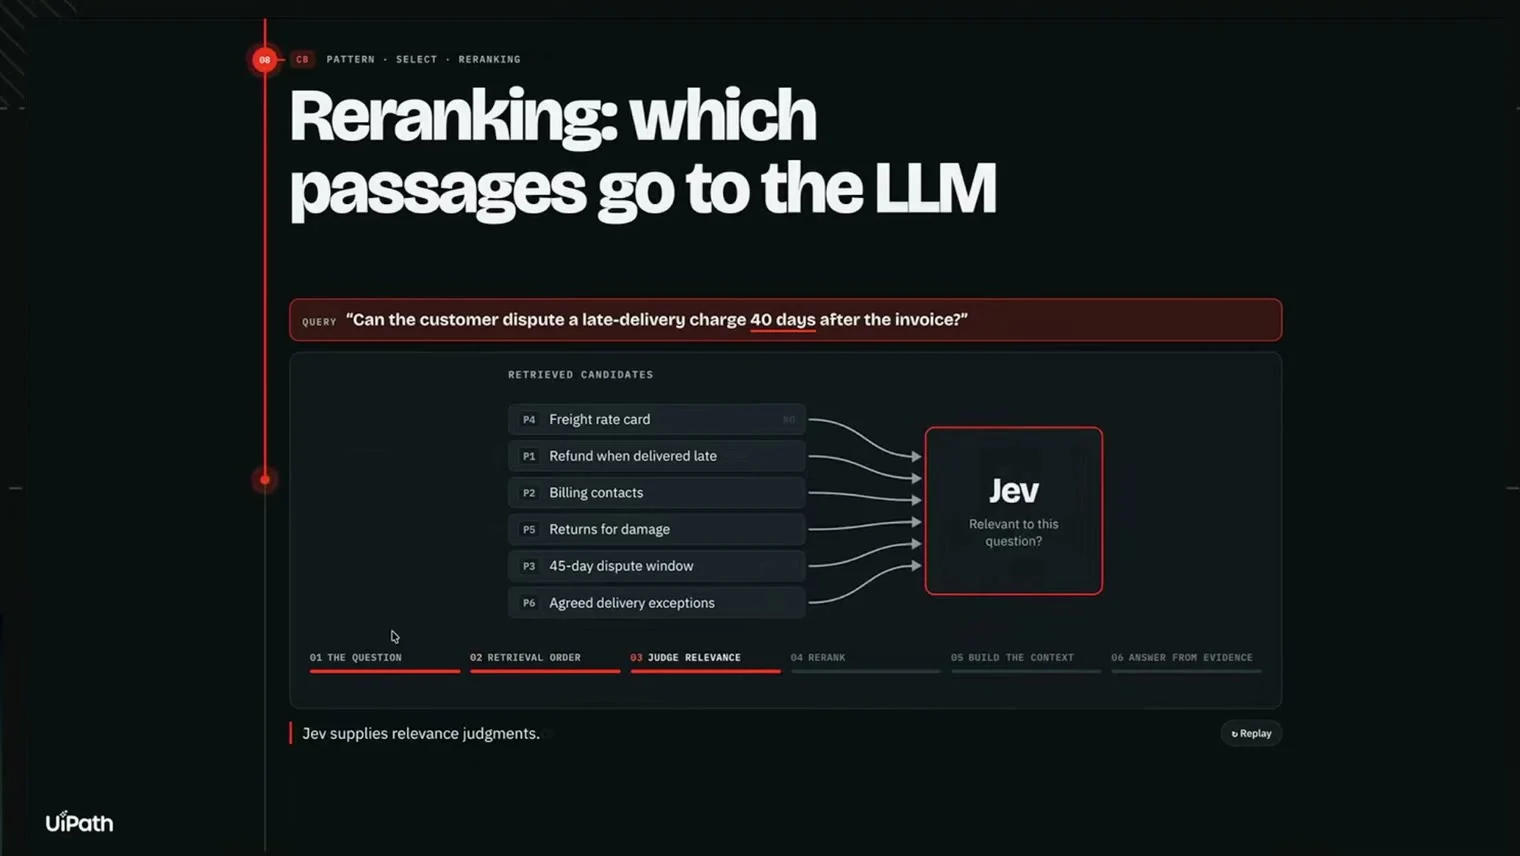 08 C8 PATTERN · SELECT · RERANKING
Reranking: which
passages go to the LLM
QUERY “Can the customer dispute a late-delivery charge 40 days after the invoice?”
RETRIEVED CANDIDATES
P4 Freight rate card NO
P1 Refund when delivered late
P2 Billing contacts
P5 Returns for damage
P3 45-day dispute window
P6 Agreed delivery exceptions
Jev
Relevant to this
question?
01 THE QUESTION
02 RETRIEVAL ORDER
03 JUDGE RELEVANCE
04 RERANK
05 BUILD THE CONTEXT
06 ANSWER FROM EVIDENCE
Jev supplies relevance judgments.
↻ Replay
UiPath